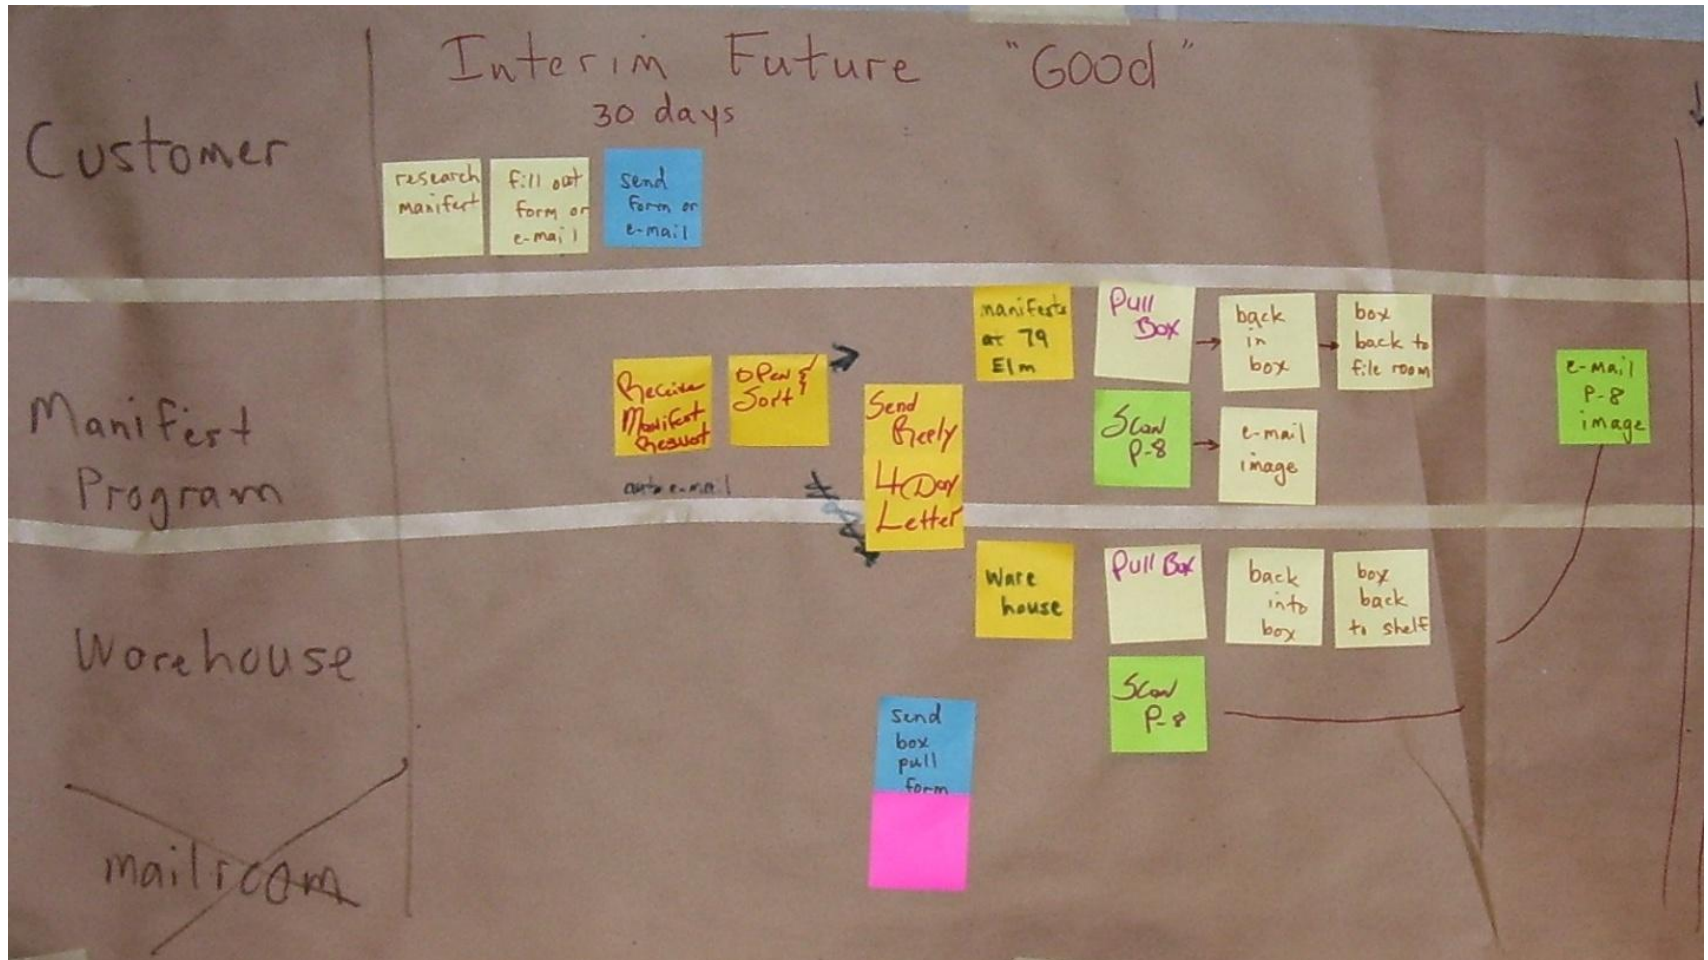 Interim Future "Good"
30 days
Customer
research
manifest
fill out
form or
e-mail
send
form or
e-mail
Manifest
Program
Receive
Manifest
Request
auto e-mail
OPen &
Sort
Send
Reply
4 Day
Letter
manifests
at 79
Elm
Pull
Box
back
in
box
box
back to
file room
Scan
P-8
e-mail
image
e-mail
P-8
image
Warehouse
Ware
house
Pull Box
back
into
box
box
back
to shelf
Scan
P-8
send
box
pull
form
mailroom